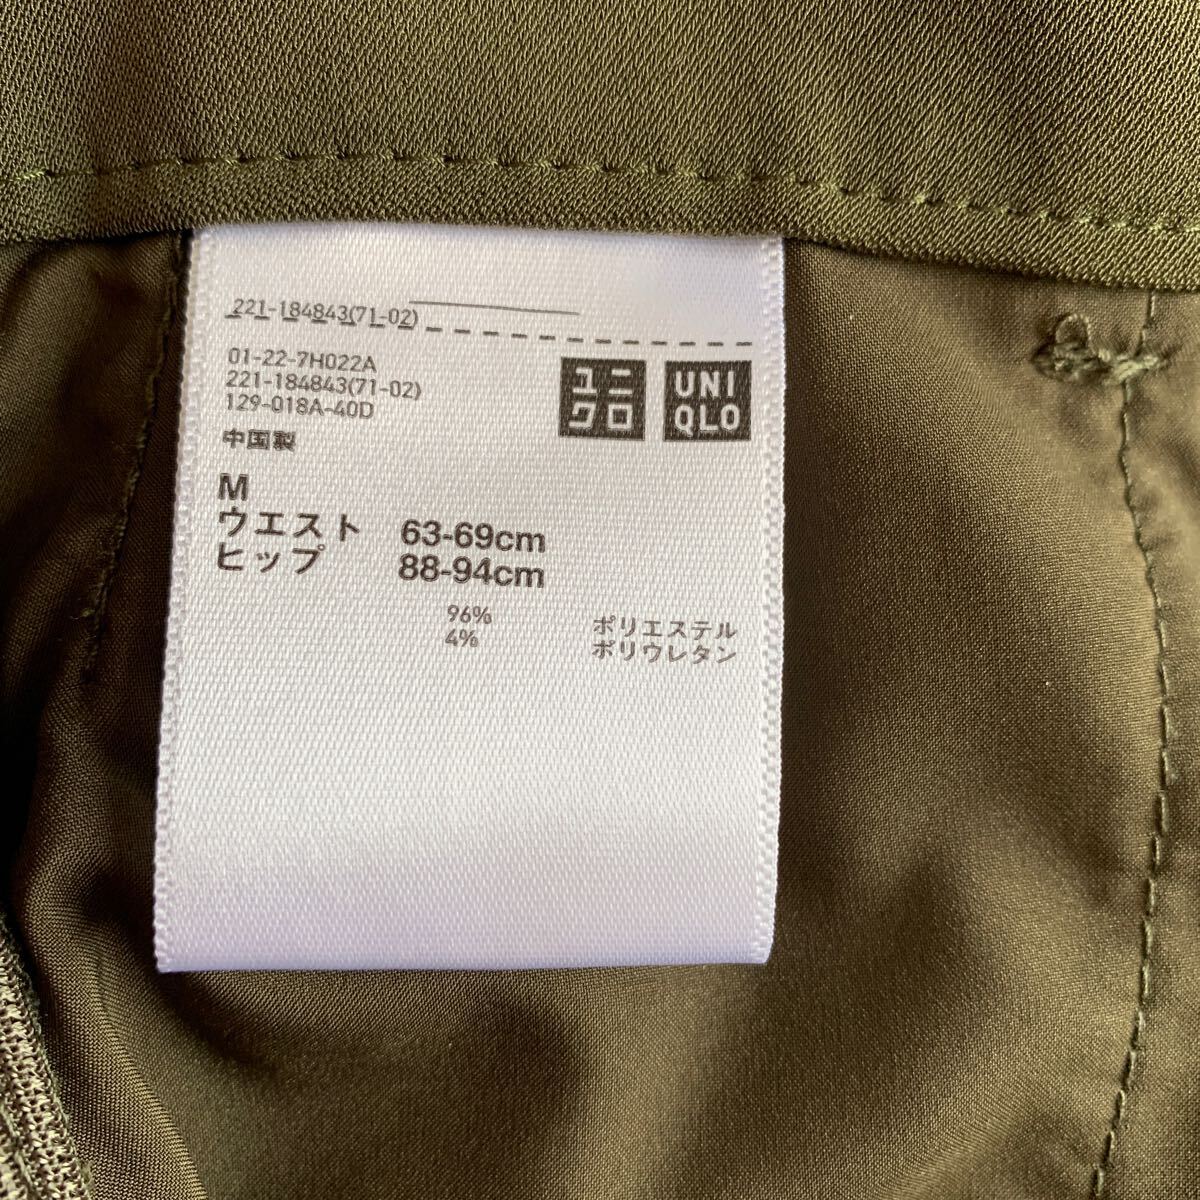 221-184843(71-02)
01-22-7H022A
221-184843(71-02)
129-018A-40D
中国製
ユニ
クロ
UNI
QLO
M
ウエスト 63-69cm
ヒップ 88-94cm
96% ポリエステル
4% ポリウレタン